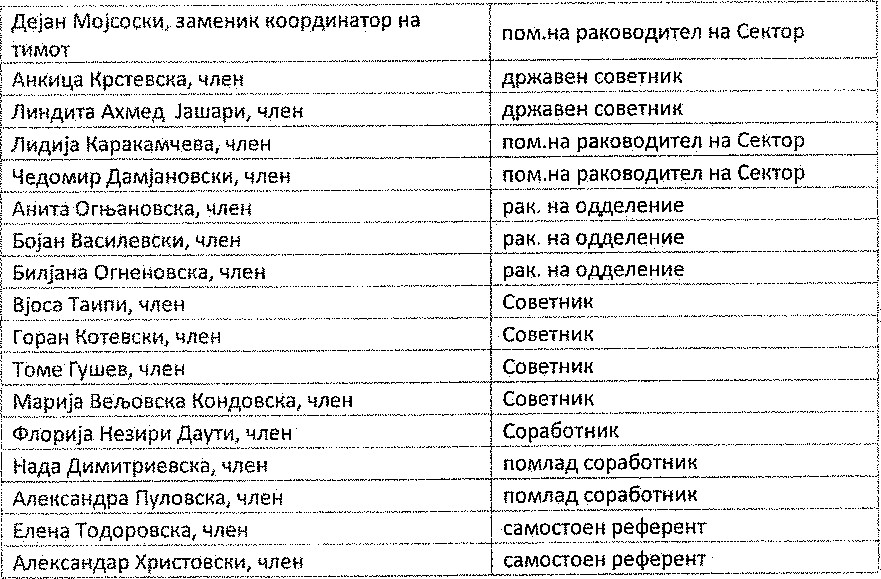 Дејан Мојсоски, заменик координатор на
тимот
пом.на раководител на Сектор
Анкица Крстевска, член
државен советник
Линдита Ахмед Јашари, член
државен советник
Лидија Каракамчева, член
пом.на раководител на Сектор
Чедомир Дамјановски, член
пом.на раководител на Сектор
Анита Огњановска, член
рак. на одделение
Бојан Василевски, член
рак. на одделение
Билјана Огненовска, член
рак. на одделение
Вјоса Таипи, член
Советник
Горан Котевски, член
Советник
Томе Гушев, член
Советник
Марија Вељовска Кондовска, член
Советник
Флорија Незири Даути, член
Соработник
Нада Димитриевска, член
помлад соработник
Александра Пуловска, член
помлад соработник
Елена Тодоровска, член
самостоен референт
Александар Христовски, член
самостоен референт